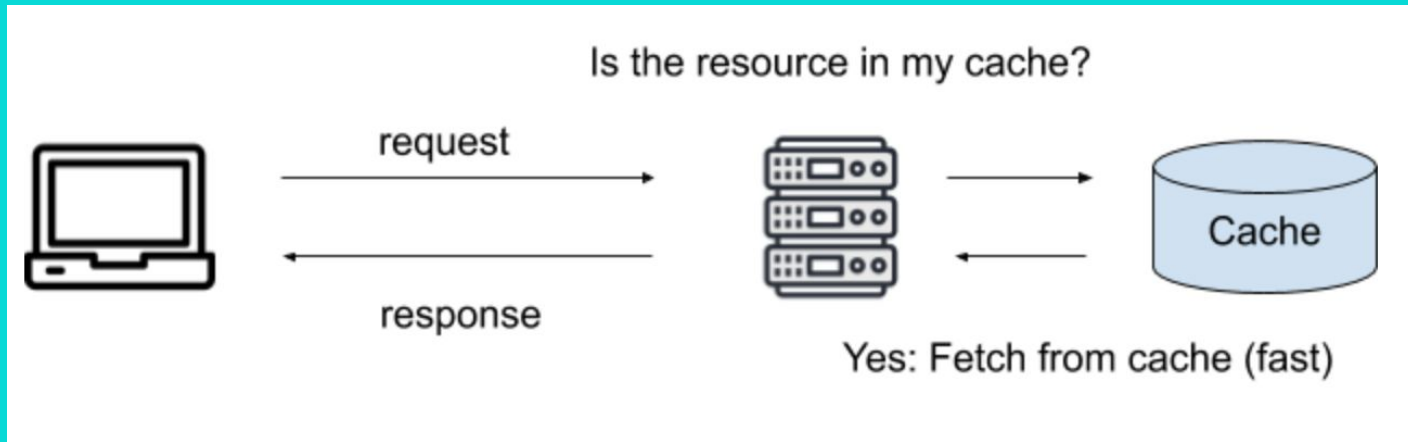 Is the resource in my cache?
request
Cache
response
Yes: Fetch from cache (fast)